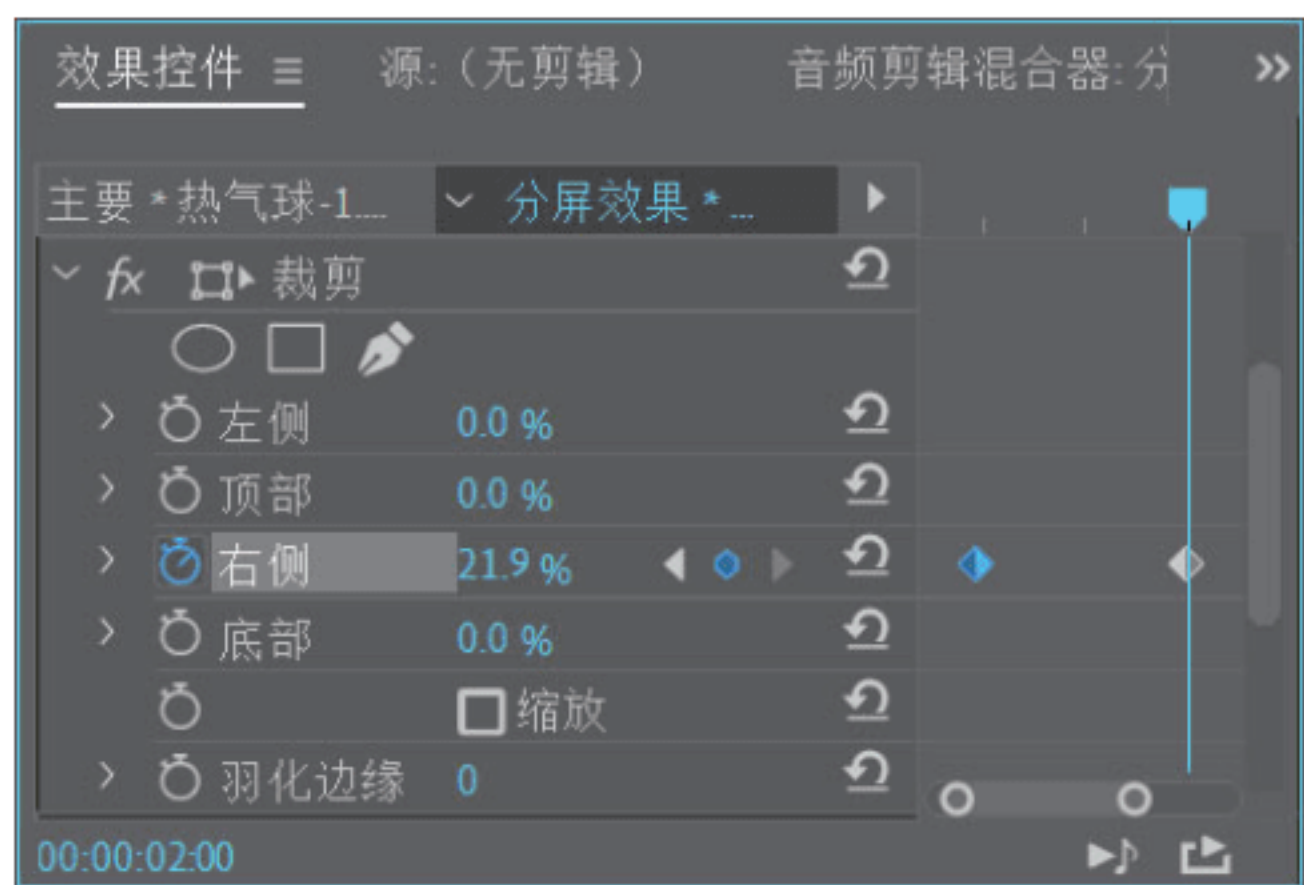 效果控件 源:（无剪辑） 音频剪辑混合器: 分
主要 * 热气球-1... 分屏效果 * ...
fx 裁剪
左侧 0.0 %
顶部 0.0 %
右侧 21.9 %
底部 0.0 %
缩放
羽化边缘 0
00:00:02:00